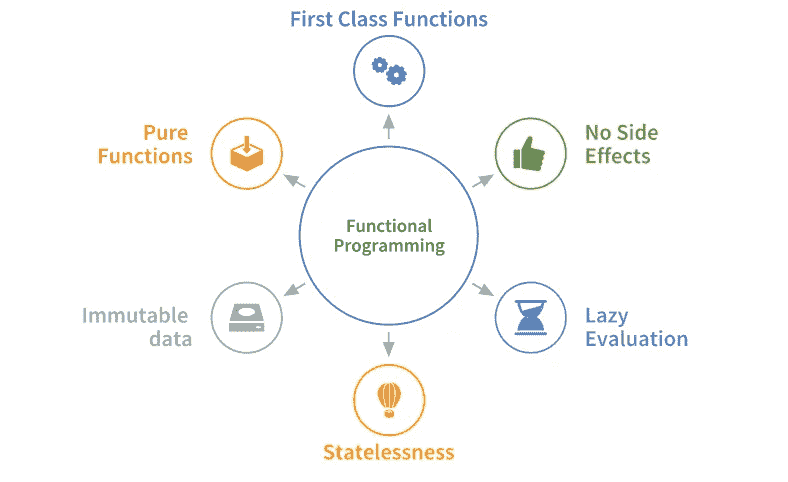 First Class Functions
Pure
Functions
No Side
Effects
Functional
Programming
Immutable
data
Lazy
Evaluation
Statelessness